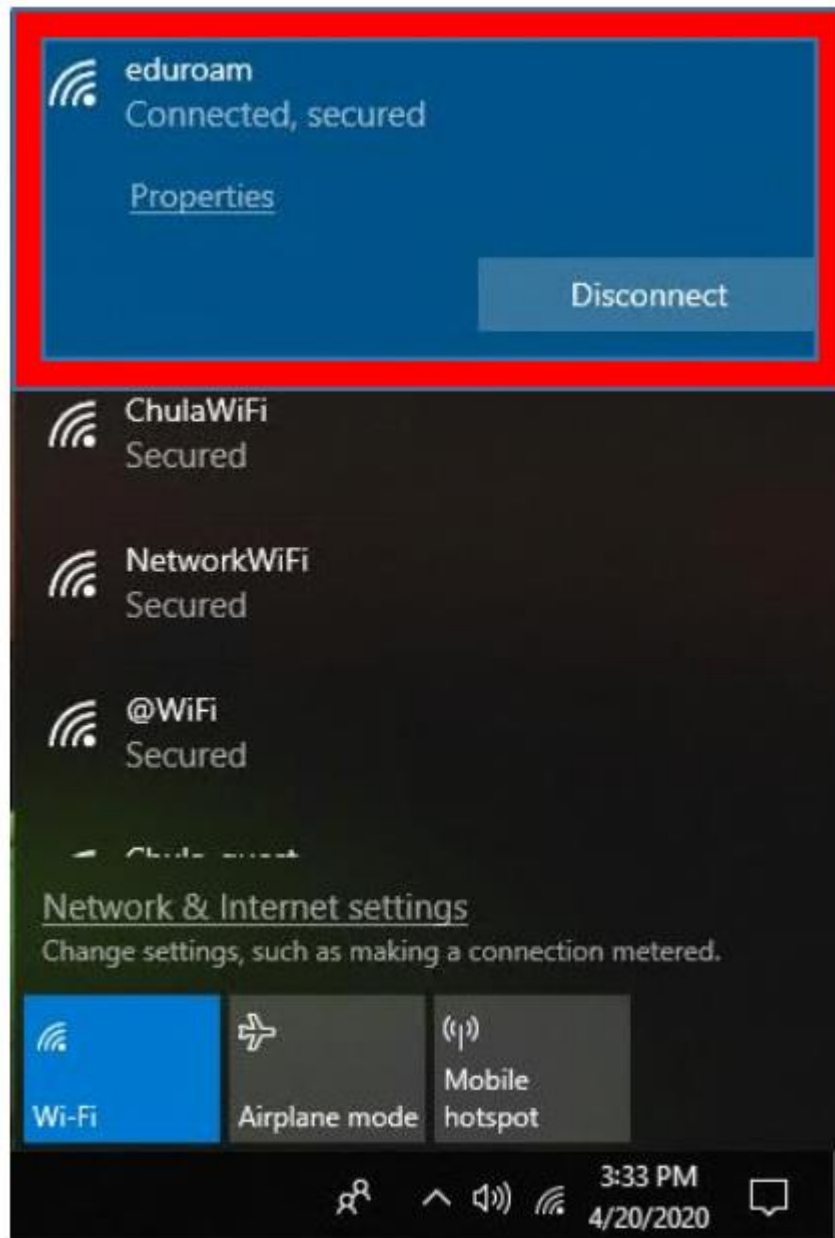 eduroam
Connected, secured
Properties
Disconnect
ChulaWiFi
Secured
NetworkWiFi
Secured
@WiFi
Secured
Network & Internet settings
Change settings, such as making a connection metered.
Wi-Fi
Airplane mode
Mobile
hotspot
3:33 PM
4/20/2020